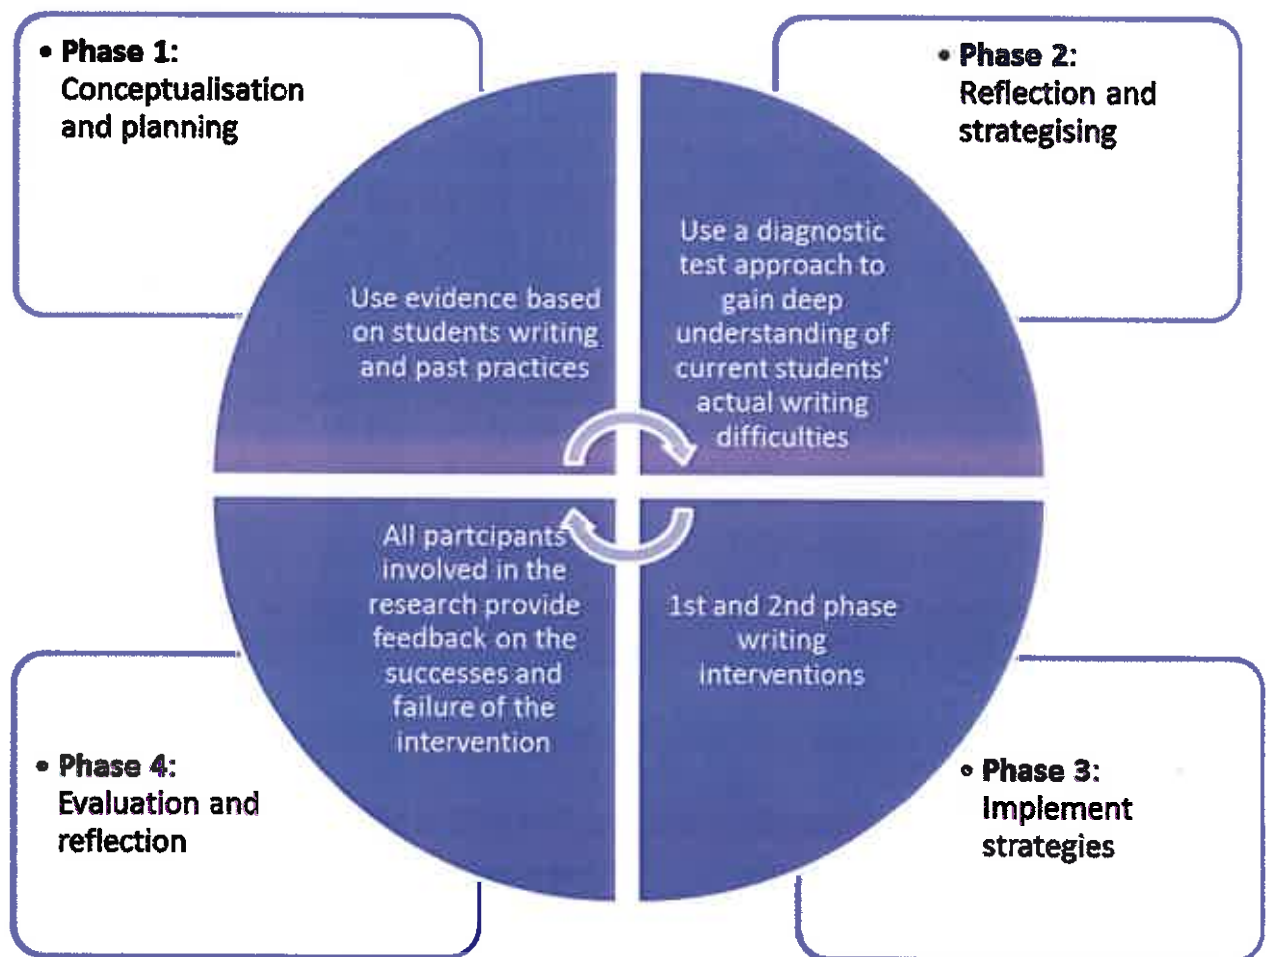 • Phase 1:
Conceptualisation
and planning
• Phase 2:
Reflection and
strategising
Use evidence based
on students writing
and past practices
Use a diagnostic
test approach to
gain deep
understanding of
current students'
actual writing
difficulties
All partcipants
involved in the
research provide
feedback on the
successes and
failure of the
intervention
1st and 2nd phase
writing
interventions
• Phase 4:
Evaluation and
reflection
• Phase 3:
Implement
strategies